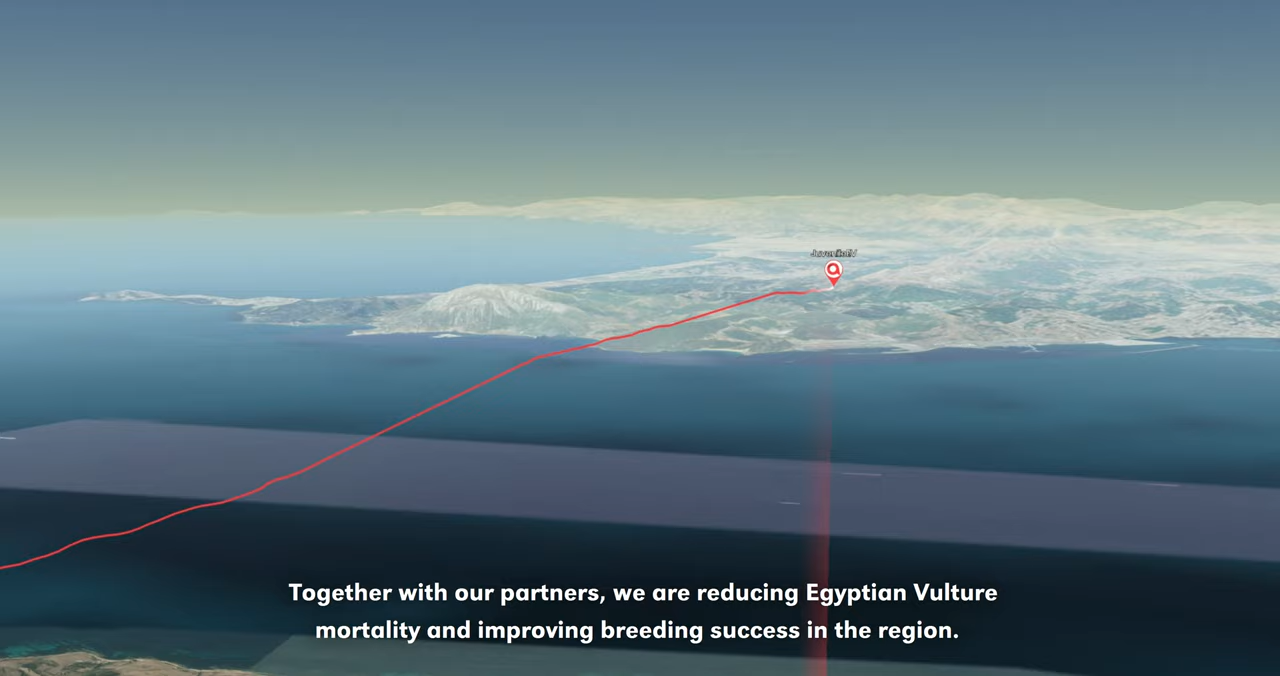 Together with our partners, we are reducing Egyptian Vulture
mortality and improving breeding success in the region.